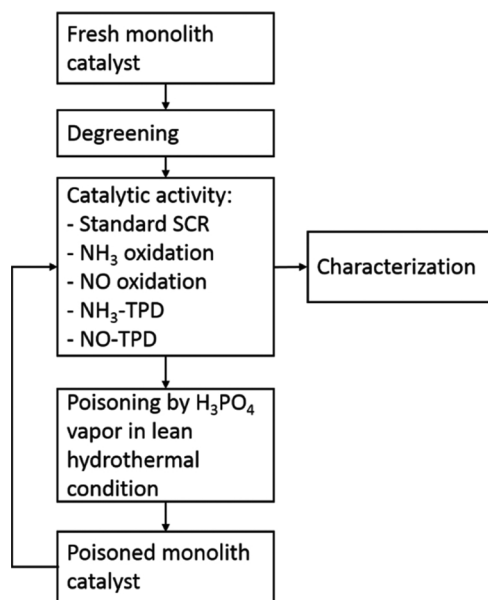 Fresh monolith
catalyst
Degreening
Catalytic activity:
- Standard SCR
- NH₃ oxidation
- NO oxidation
- NH₃-TPD
- NO-TPD
Characterization
Poisoning by H₃PO₄
vapor in lean
hydrothermal
condition
Poisoned monolith
catalyst